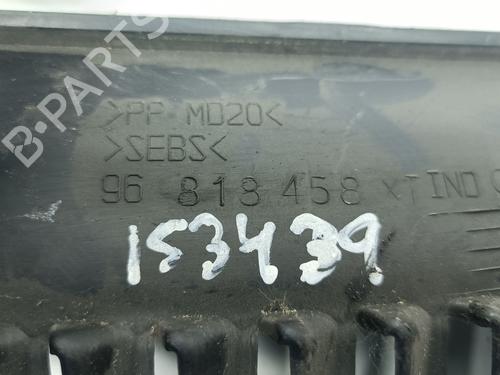 >PP MD20<
>SEBS<
96 818 458 XT IND
153439
B-PARTS